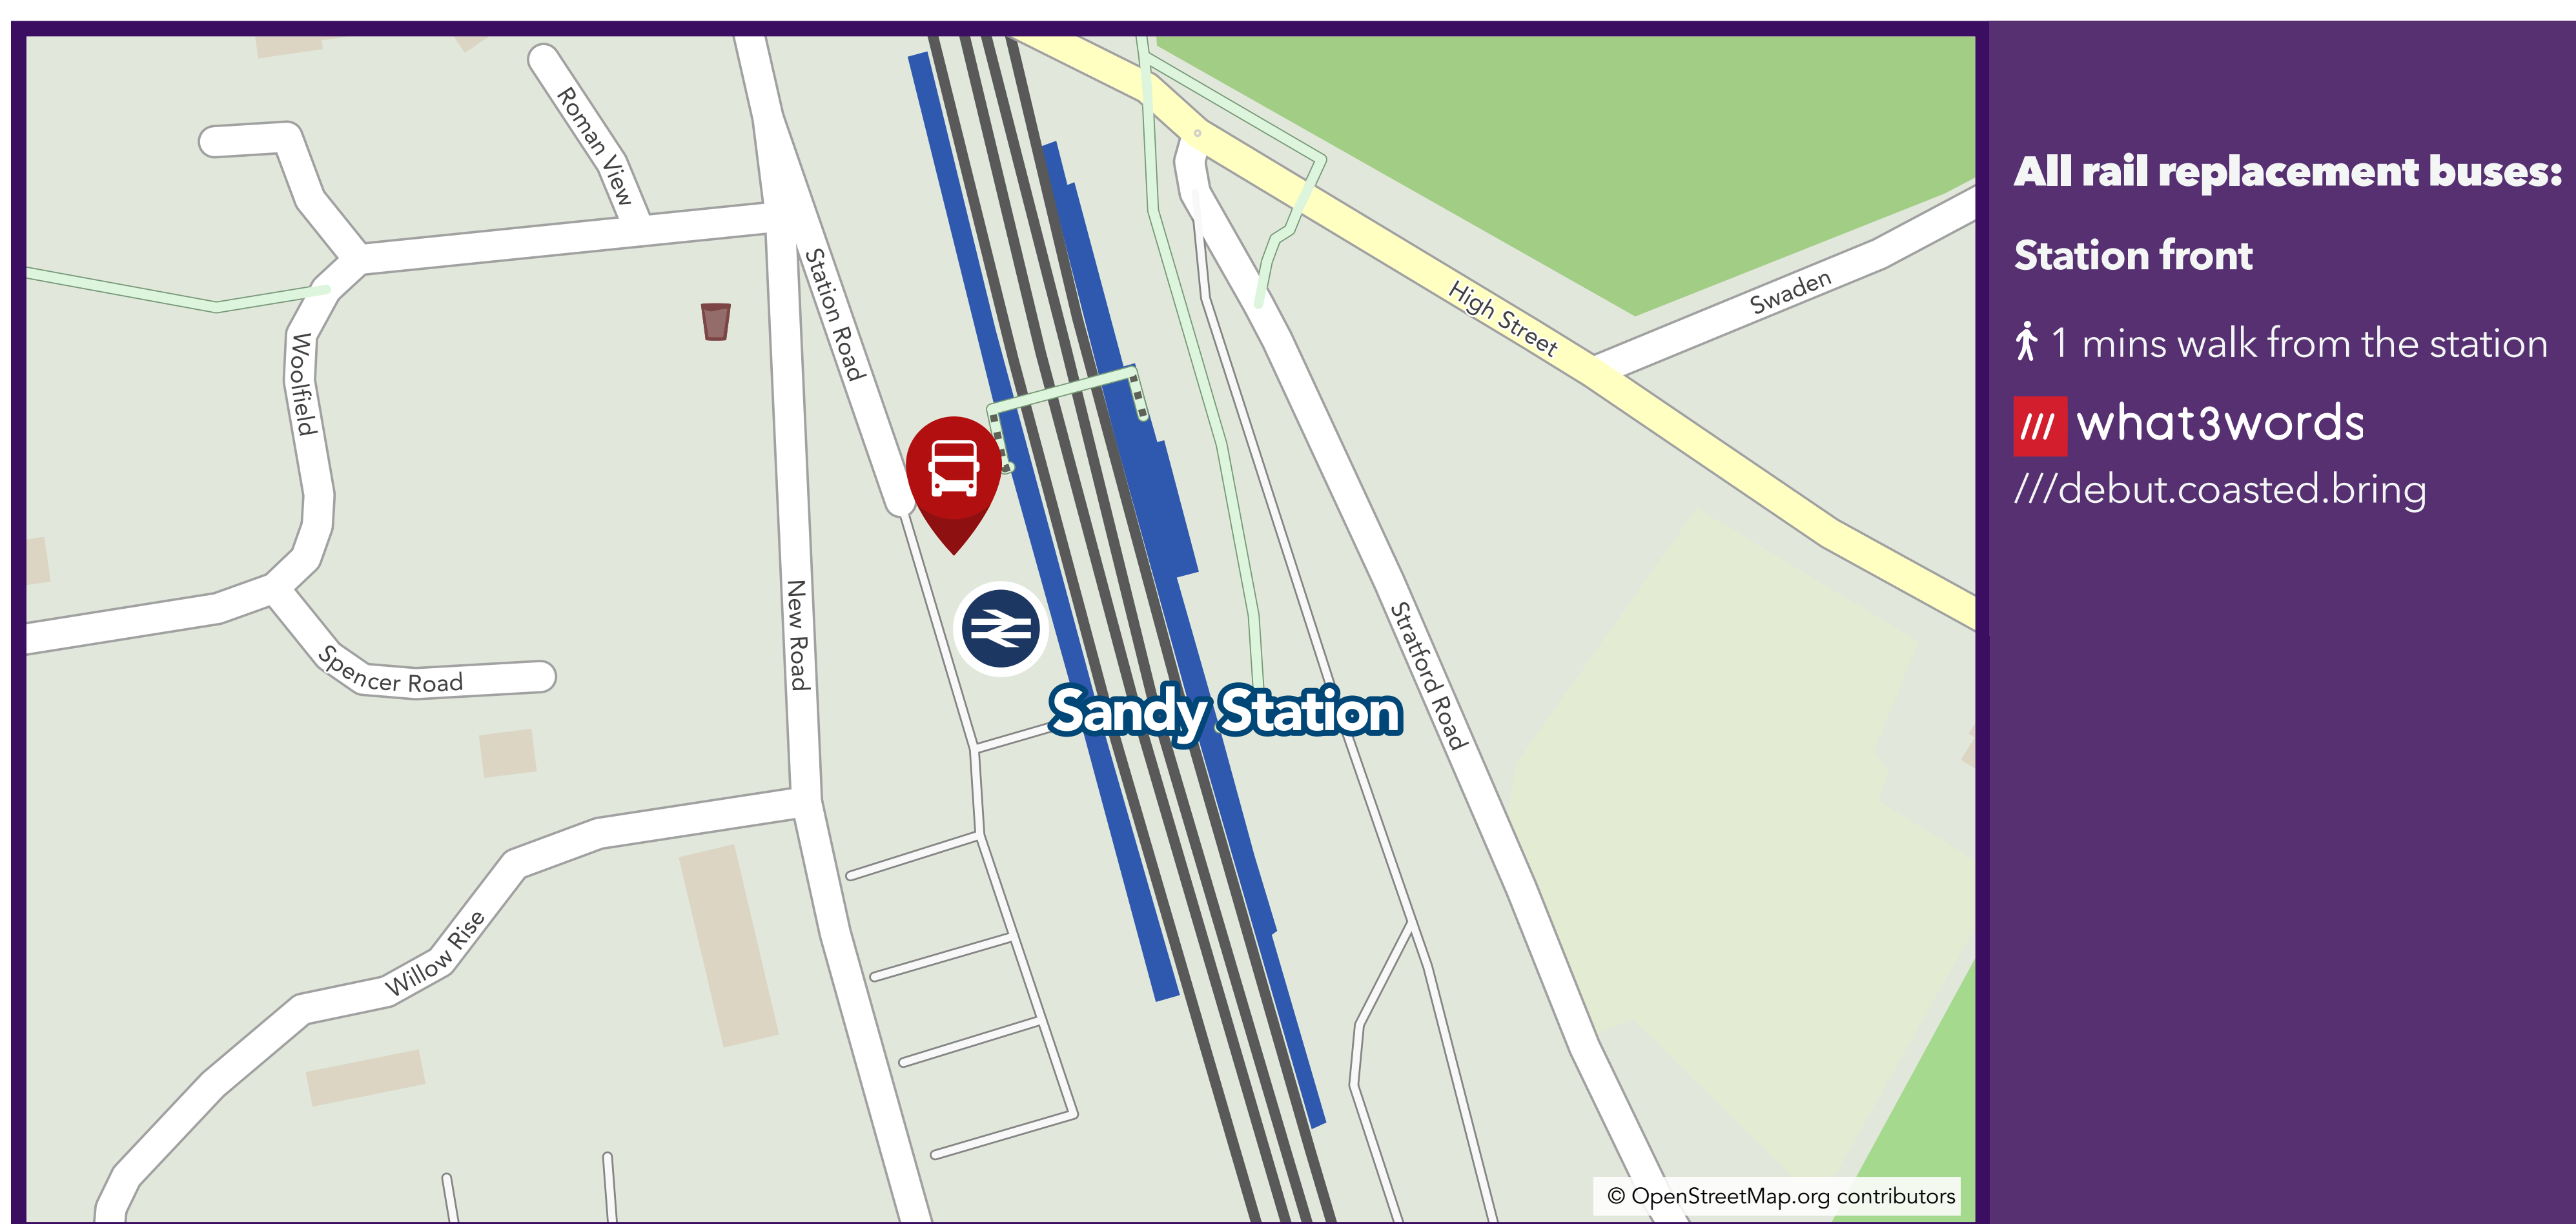 Roman View
Station Road
High Street
Swaden
Woolfield
New Road
Stratford Road
Spencer Road
Sandy Station
Willow Rise
© OpenStreetMap.org contributors
All rail replacement buses:
Station front
1 mins walk from the station
/// what3words
///debut.coasted.bring